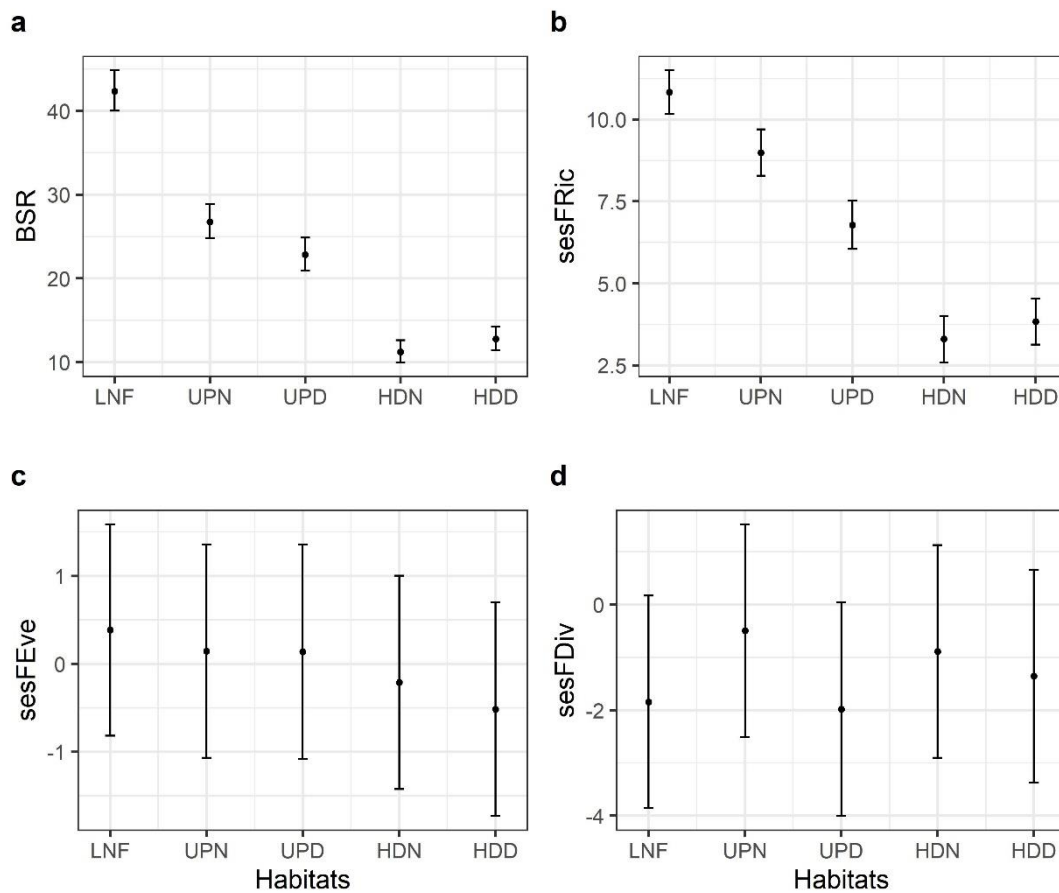 a
BSR
40
30
20
10
LNF UPN UPD HDN HDD
b
sesFRic
10.0
7.5
5.0
2.5
LNF UPN UPD HDN HDD
c
sesFEve
1
0
-1
LNF UPN UPD HDN HDD
Habitats
d
sesFDiv
0
-2
-4
LNF UPN UPD HDN HDD
Habitats